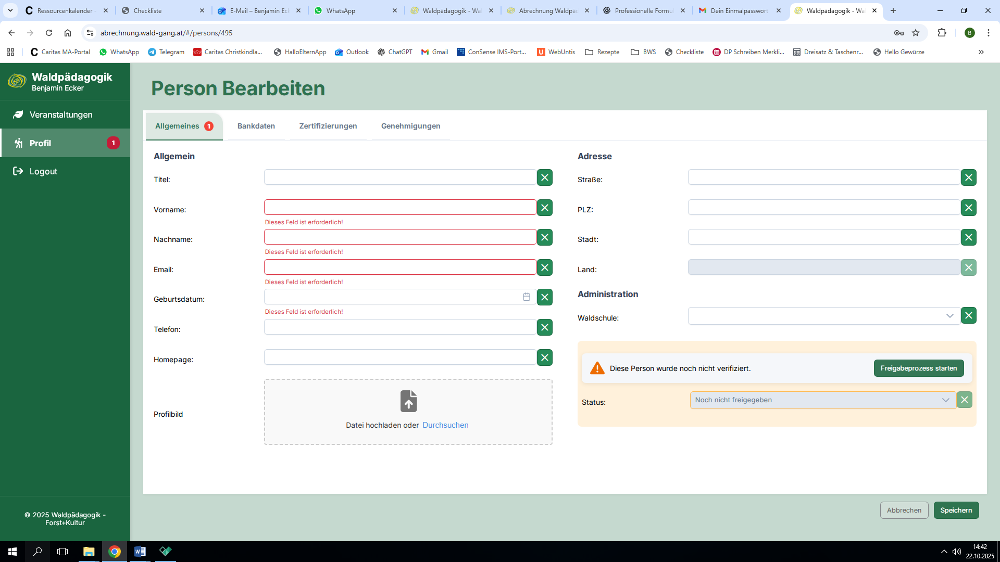 Ressourcenkalender -
Checkliste
E-Mail – Benjamin Eck
WhatsApp
Waldpädagogik - Wal
Abrechnung Waldpäd
Professionelle Formul
Dein Einmalpasswort
Waldpädagogik - Wa
abrechnung.wald-gang.at/#/persons/495
B
Caritas MA-Portal
WhatsApp
Telegram
Caritas Christkindla...
HalloElternApp
Outlook
ChatGPT
Gmail
ConSense IMS-Port...
WebUntis
Rezepte
BWS
Checkliste
DP Schreiben Merkli...
Dreisatz & Taschenr...
Hello Gewürze
Waldpädagogik
Benjamin Ecker
Veranstaltungen
Profil 1
Logout
Person Bearbeiten
Allgemeines 1
Bankdaten
Zertifizierungen
Genehmigungen
Allgemein
Titel:
Vorname:
Dieses Feld ist erforderlich!
Nachname:
Dieses Feld ist erforderlich!
Email:
Dieses Feld ist erforderlich!
Geburtsdatum:
Dieses Feld ist erforderlich!
Telefon:
Homepage:
Profilbild
Datei hochladen oder Durchsuchen
Adresse
Straße:
PLZ:
Stadt:
Land:
Administration
Waldschule:
Diese Person wurde noch nicht verifiziert.
Freigabeprozess starten
Status:
Noch nicht freigegeben
Abbrechen
Speichern
© 2025 Waldpädagogik -
Forst+Kultur
14:42
22.10.2025